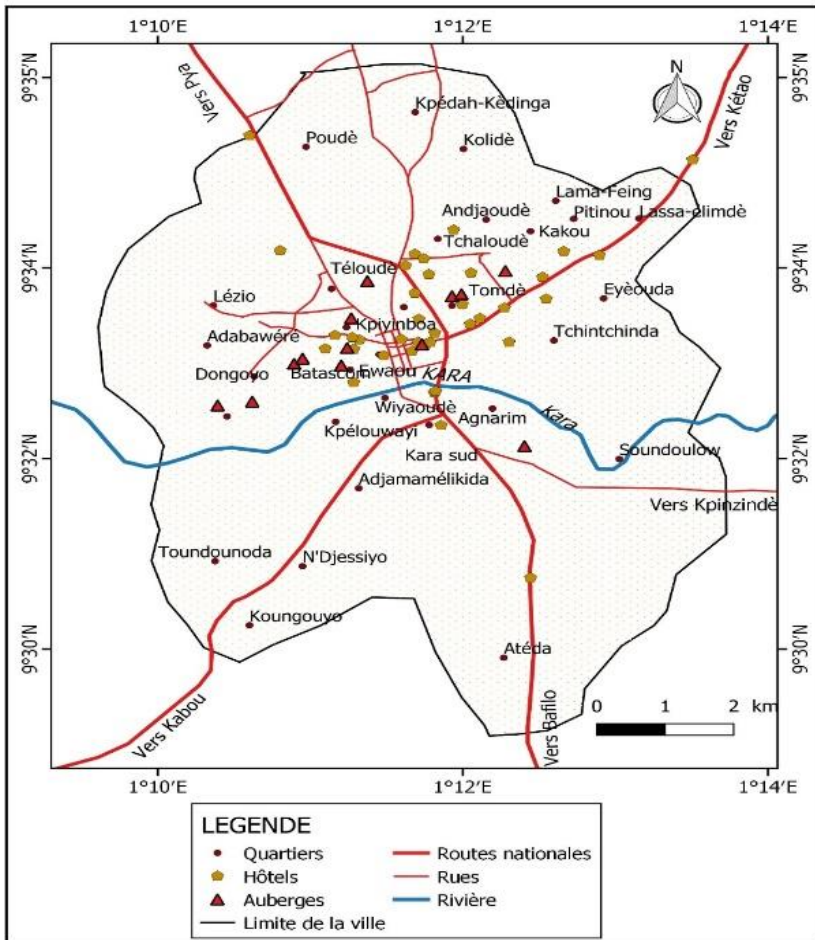 1°10′E 1°12′E 1°14′E
9°35′N 9°35′N
Vers Pya
Vers Kétao
N
Kpédah-Kèdinga
Poudè
Kolidè
Lama-Feing
Andjaoudè
Pitinou
Lassa-élimdè
Kakou
Tchaloudè
9°34′N 9°34′N
Téloudè
Tomdè
Eyèouda
Lézio
Kpiyinboa
Tchintchinda
Adabawéré
Dongoyo
Batascom
Ewaou
KARA
Wiyaoudè
Agnarim
Kara
Kpélouwayi
9°32′N 9°32′N
Kara sud
Soundoulow
Adjamamélikida
Vers Kpinzindè
Toundounoda
N'Djessiyo
Koungouyo
9°30′N 9°30′N
Atéda
Vers Kabou
Vers Bafilo
0 1 2 km
1°10′E 1°12′E 1°14′E
LEGENDE
Quartiers
Hôtels
Auberges
Limite de la ville
Routes nationales
Rues
Rivière